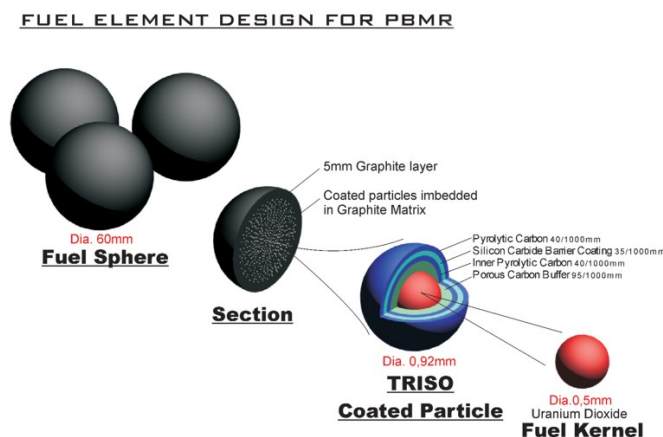 FUEL ELEMENT DESIGN FOR PBMR
5mm Graphite layer
Coated particles imbedded
in Graphite Matrix
Dia. 60mm
Fuel Sphere
Section
Pyrolytic Carbon 40/1000mm
Silicon Carbide Barrier Coating 35/1000mm
Inner Pyrolytic Carbon 40/1000mm
Porous Carbon Buffer 95/1000mm
Dia. 0,92mm
TRISO
Coated Particle
Dia.0,5mm
Uranium Dioxide
Fuel Kernel